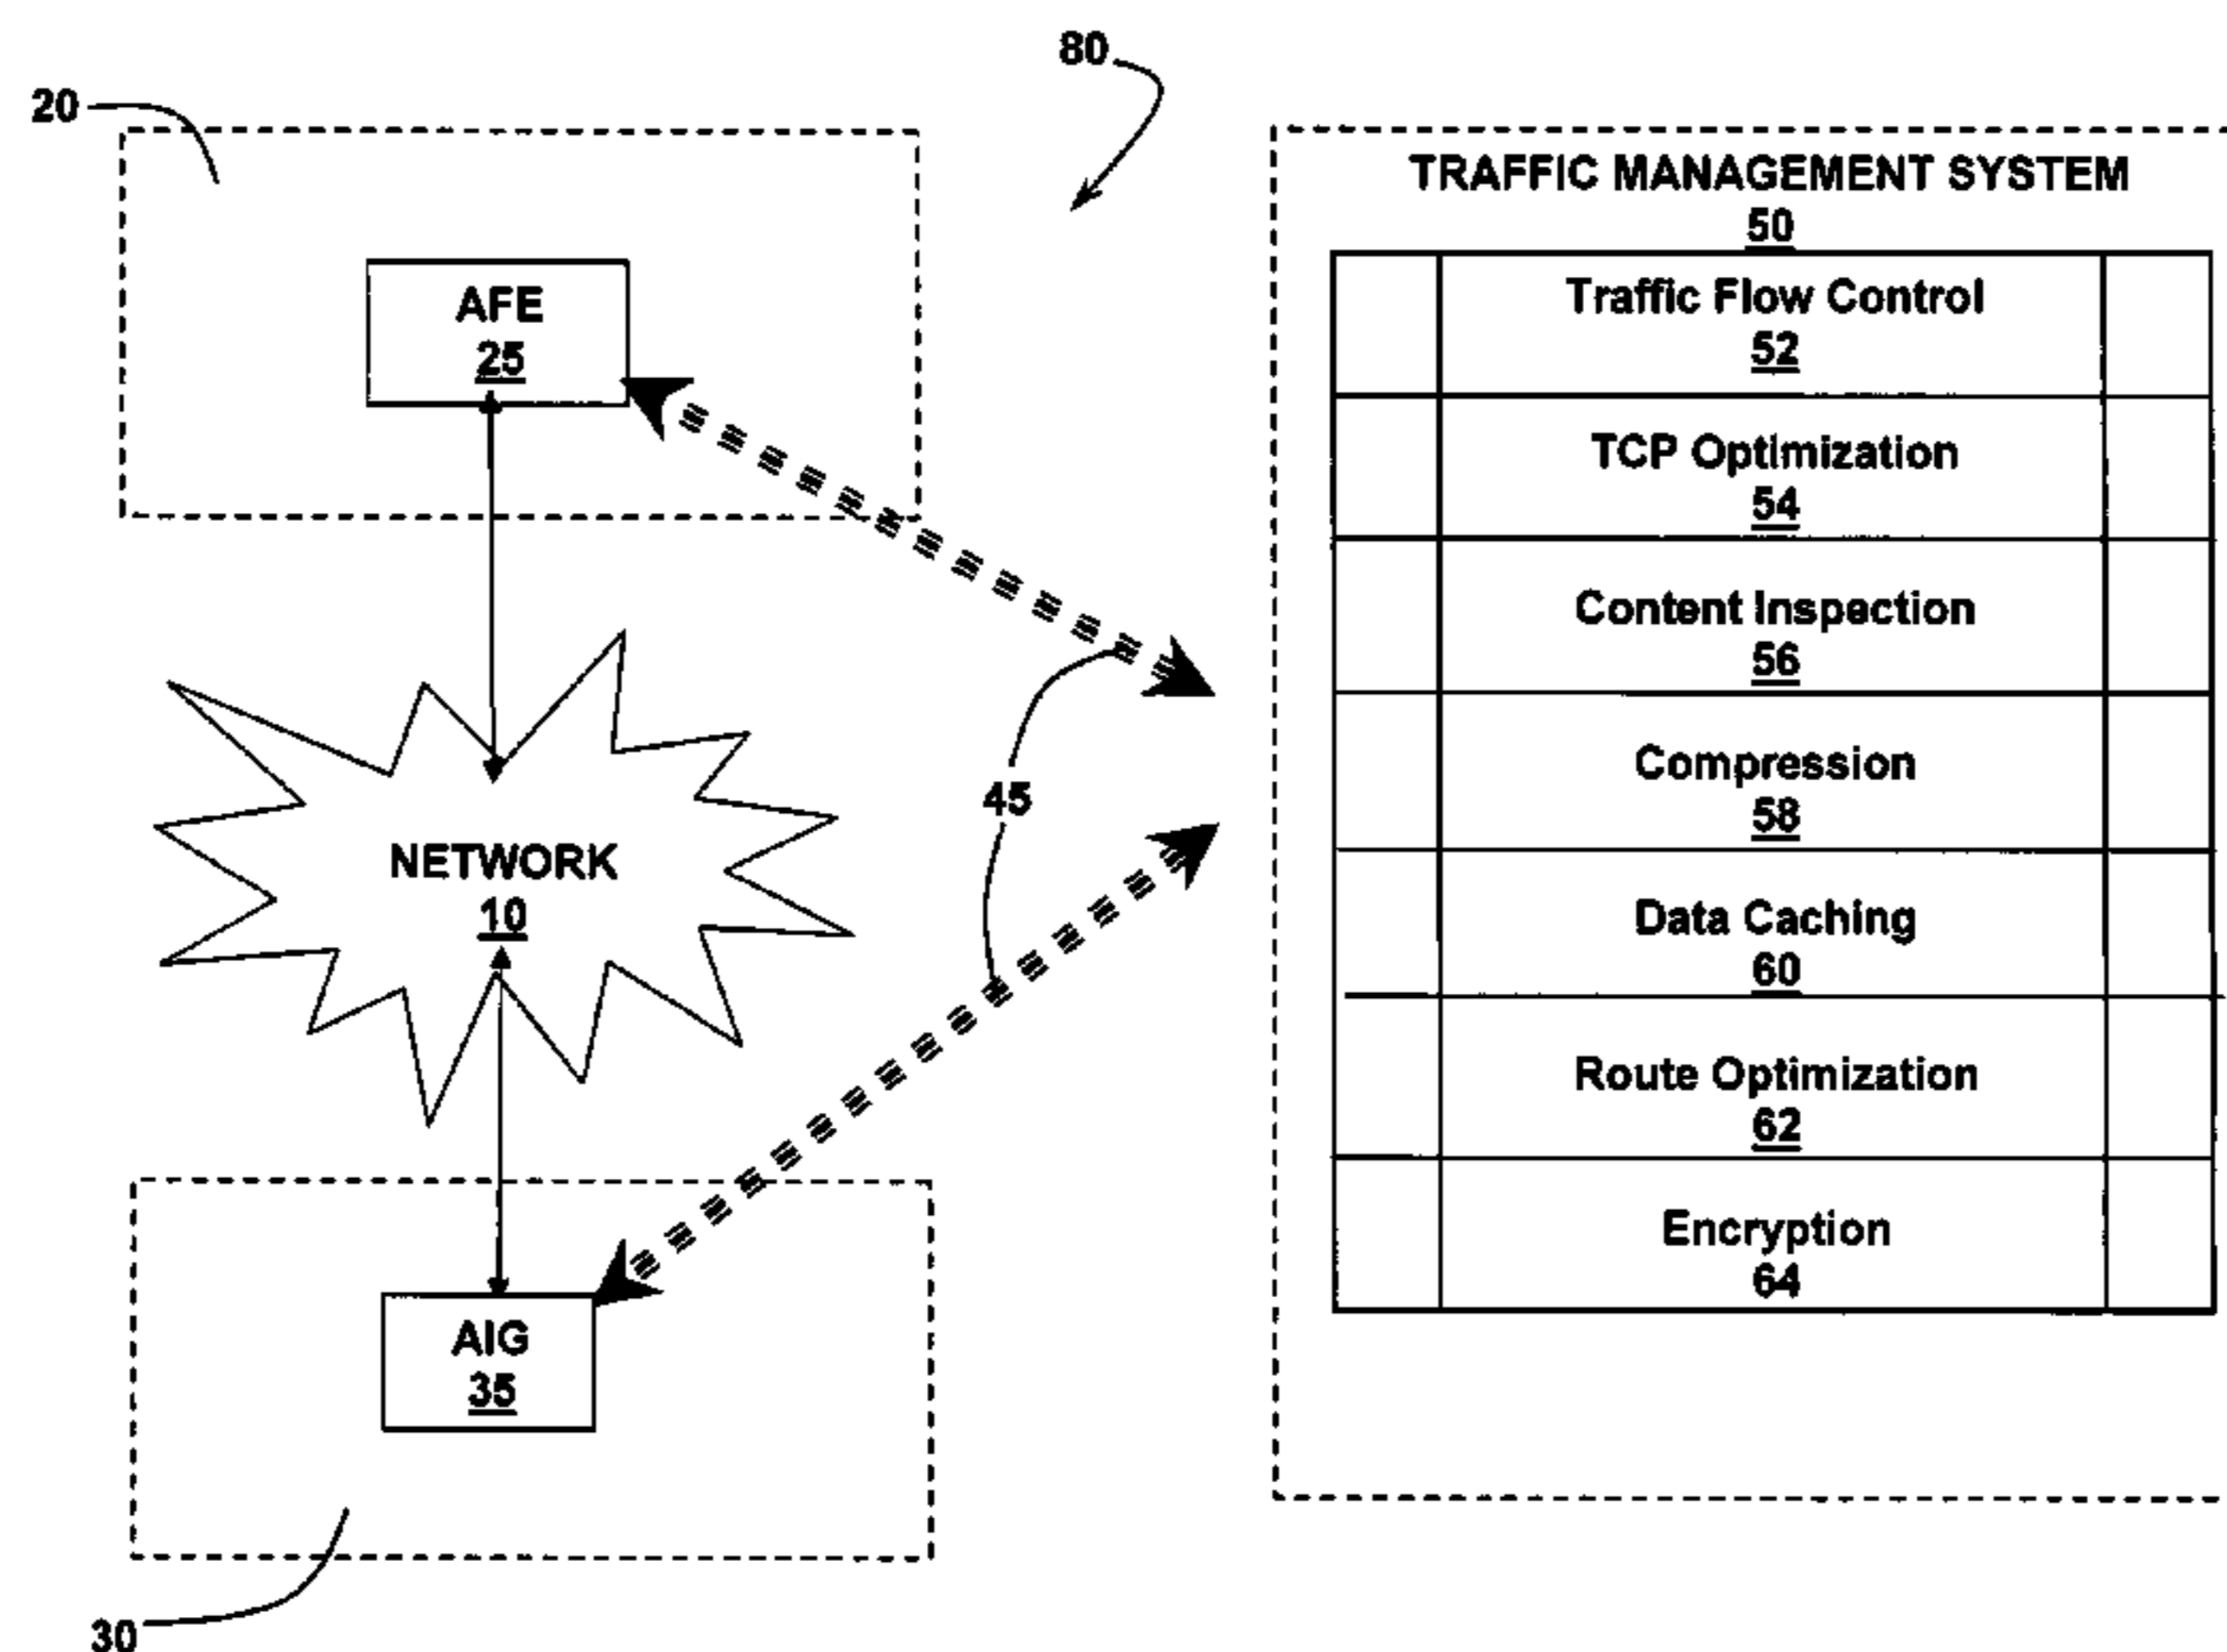 80
20
AFE
25
NETWORK
10
45
AIG
35
30
TRAFFIC MANAGEMENT SYSTEM
50
Traffic Flow Control
52
TCP Optimization
54
Content Inspection
56
Compression
58
Data Caching
60
Route Optimization
62
Encryption
64